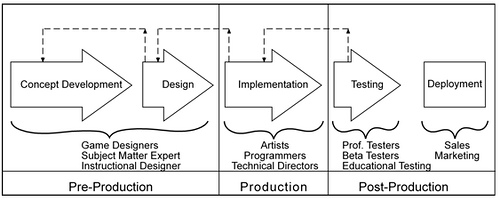 Concept Development
Design
Implementation
Testing
Deployment
Game Designers
Subject Matter Expert
Instructional Designer
Artists
Programmers
Technical Directors
Prof. Testers
Beta Testers
Educational Testing
Sales
Marketing
Pre-Production
Production
Post-Production